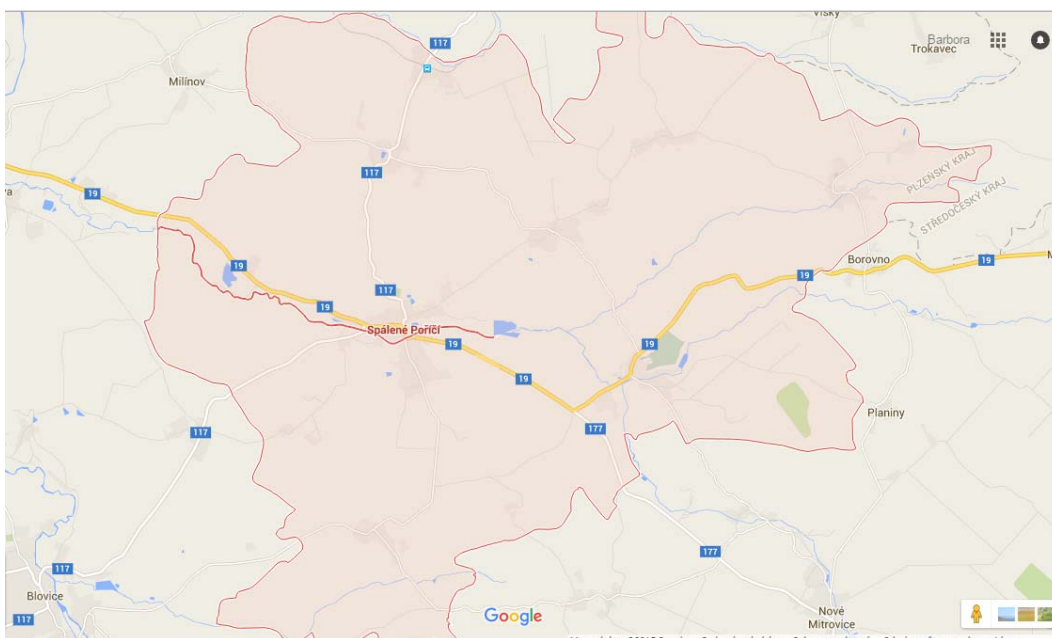 Vísky
Barbora
Trokavec
117
Milínov
117
PLZEŇSKÝ KRAJ
STŘEDOČESKÝ KRAJ
19
19
Borovno
19
19
117
19
Spálené Poříčí
19
19
19
Planiny
117
177
177
Blovice
117
Google
Nové
Mitrovice